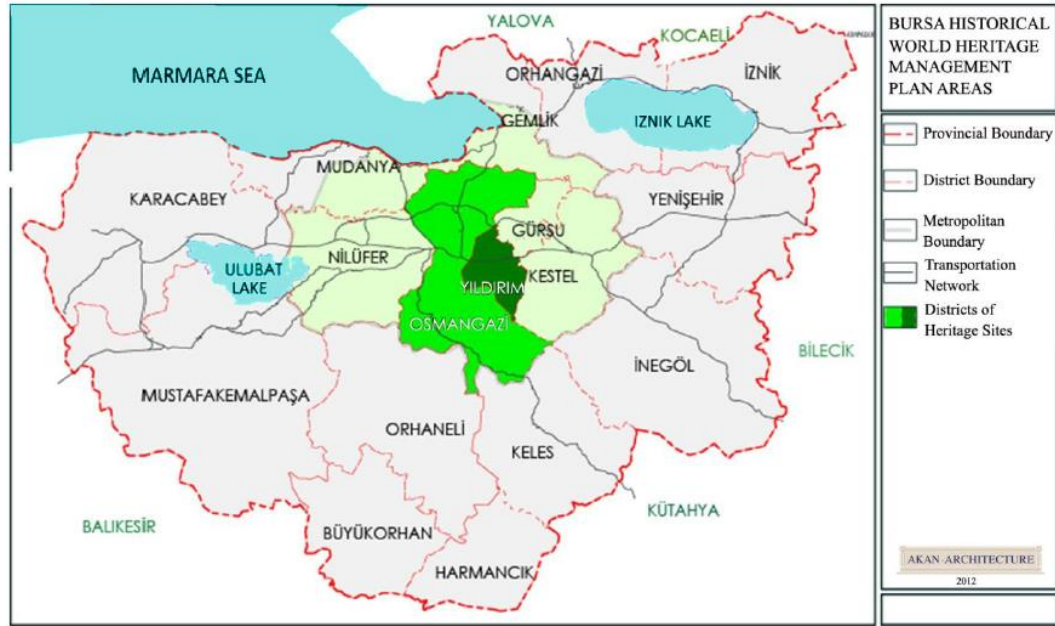 YALOVA
KOCAELİ
MARMARA SEA
ORHANGAZİ
İZNİK
GEMLİK
IZNIK LAKE
MUDANYA
KARACABEY
YENİŞEHİR
GÜRSU
NİLÜFER
ULUBAT
LAKE
KESTEL
YILDIRIM
OSMANGAZİ
BİLECİK
İNEGÖL
MUSTAFAKEMALPAŞA
ORHANELİ
KELES
KÜTAHYA
BALIKESİR
BÜYÜKORHAN
HARMANCIK
BURSA HISTORICAL
WORLD HERITAGE
MANAGEMENT
PLAN AREAS
Provincial Boundary
District Boundary
Metropolitan
Boundary
Transportation
Network
Districts of
Heritage Sites
AKAN ARCHITECTURE
2012